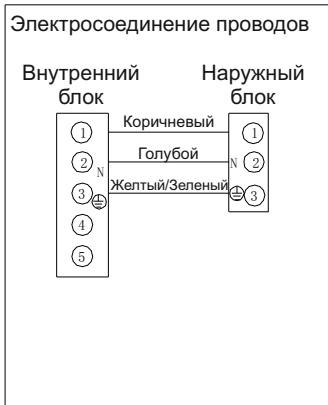 Электросоединение проводов
Внутренний блок
Наружный блок
1 Коричневый 1
2 N Голубой N 2
3 Желтый/Зеленый 3
4
5